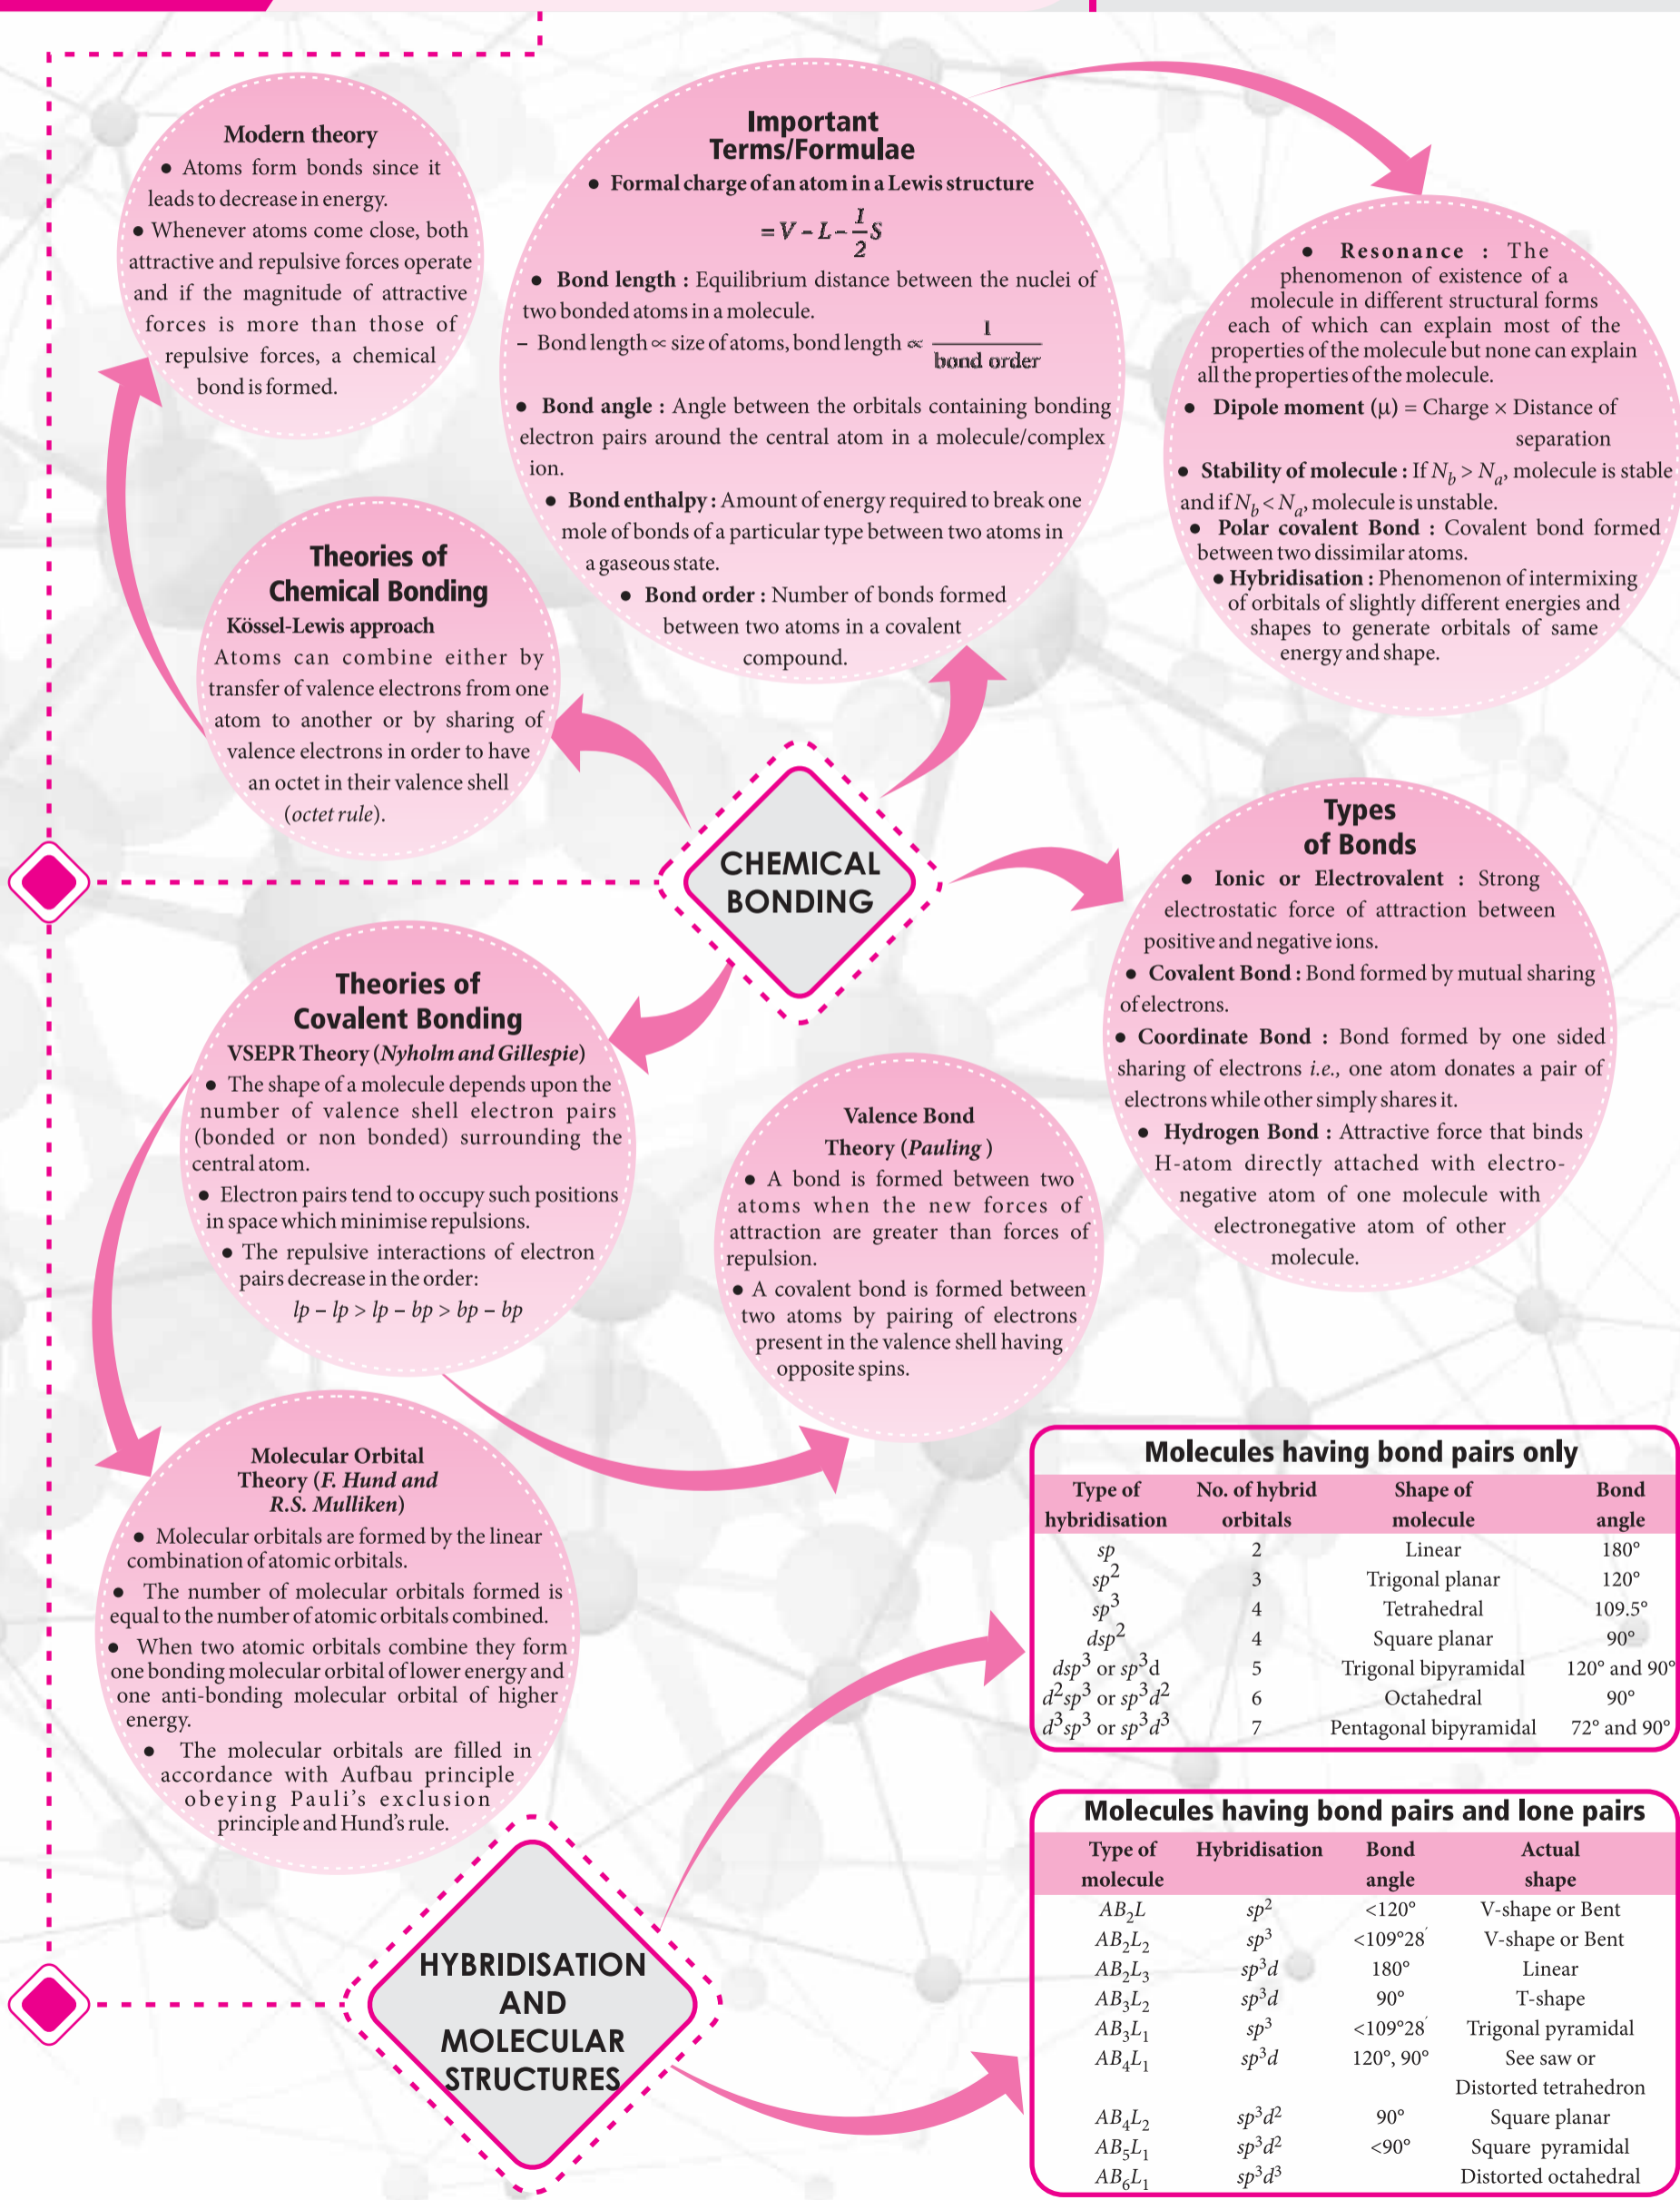 Modern theory
● Atoms form bonds since it
leads to decrease in energy.
● Whenever atoms come close, both
attractive and repulsive forces operate
and if the magnitude of attractive
forces is more than those of
repulsive forces, a chemical
bond is formed.
Important
Terms/Formulae
● Formal charge of an atom in a Lewis structure
= V – L – 1/2 S
● Bond length : Equilibrium distance between the nuclei of
two bonded atoms in a molecule.
– Bond length ∝ size of atoms, bond length ∝ 1/bond order
● Bond angle : Angle between the orbitals containing bonding
electron pairs around the central atom in a molecule/complex
ion.
● Bond enthalpy : Amount of energy required to break one
mole of bonds of a particular type between two atoms in
a gaseous state.
● Bond order : Number of bonds formed
between two atoms in a covalent
compound.
● Resonance : The
phenomenon of existence of a
molecule in different structural forms
each of which can explain most of the
properties of the molecule but none can explain
all the properties of the molecule.
● Dipole moment (μ) = Charge × Distance of
separation
● Stability of molecule : If N_b > N_a, molecule is stable
and if N_b < N_a, molecule is unstable.
● Polar covalent Bond : Covalent bond formed
between two dissimilar atoms.
● Hybridisation : Phenomenon of intermixing
of orbitals of slightly different energies and
shapes to generate orbitals of same
energy and shape.
Theories of
Chemical Bonding
Kössel-Lewis approach
Atoms can combine either by
transfer of valence electrons from one
atom to another or by sharing of
valence electrons in order to have
an octet in their valence shell
(octet rule).
CHEMICAL
BONDING
Types
of Bonds
● Ionic or Electrovalent : Strong
electrostatic force of attraction between
positive and negative ions.
● Covalent Bond : Bond formed by mutual sharing
of electrons.
● Coordinate Bond : Bond formed by one sided
sharing of electrons i.e., one atom donates a pair of
electrons while other simply shares it.
● Hydrogen Bond : Attractive force that binds
H-atom directly attached with electro-
negative atom of one molecule with
electronegative atom of other
molecule.
Theories of
Covalent Bonding
VSEPR Theory (Nyholm and Gillespie)
● The shape of a molecule depends upon the
number of valence shell electron pairs
(bonded or non bonded) surrounding the
central atom.
● Electron pairs tend to occupy such positions
in space which minimise repulsions.
● The repulsive interactions of electron
pairs decrease in the order:
lp – lp > lp – bp > bp – bp
Valence Bond
Theory (Pauling )
● A bond is formed between two
atoms when the new forces of
attraction are greater than forces of
repulsion.
● A covalent bond is formed between
two atoms by pairing of electrons
present in the valence shell having
opposite spins.
Molecular Orbital
Theory (F. Hund and
R.S. Mulliken)
● Molecular orbitals are formed by the linear
combination of atomic orbitals.
● The number of molecular orbitals formed is
equal to the number of atomic orbitals combined.
● When two atomic orbitals combine they form
one bonding molecular orbital of lower energy and
one anti-bonding molecular orbital of higher
energy.
● The molecular orbitals are filled in
accordance with Aufbau principle
obeying Pauli's exclusion
principle and Hund's rule.
HYBRIDISATION
AND
MOLECULAR
STRUCTURES
Molecules having bond pairs only
Type of No. of hybrid Shape of Bond
hybridisation orbitals molecule angle
sp 2 Linear 180°
sp² 3 Trigonal planar 120°
sp³ 4 Tetrahedral 109.5°
dsp² 4 Square planar 90°
dsp³ or sp³d 5 Trigonal bipyramidal 120° and 90°
d²sp³ or sp³d² 6 Octahedral 90°
d³sp³ or sp³d³ 7 Pentagonal bipyramidal 72° and 90°
Molecules having bond pairs and lone pairs
Type of Hybridisation Bond Actual
molecule angle shape
AB₂L sp² <120° V-shape or Bent
AB₂L₂ sp³ <109°28′ V-shape or Bent
AB₂L₃ sp³d 180° Linear
AB₃L₂ sp³d 90° T-shape
AB₃L₁ sp³ <109°28′ Trigonal pyramidal
AB₄L₁ sp³d 120°, 90° See saw or
Distorted tetrahedron
AB₄L₂ sp³d² 90° Square planar
AB₅L₁ sp³d² <90° Square pyramidal
AB₆L₁ sp³d³ Distorted octahedral